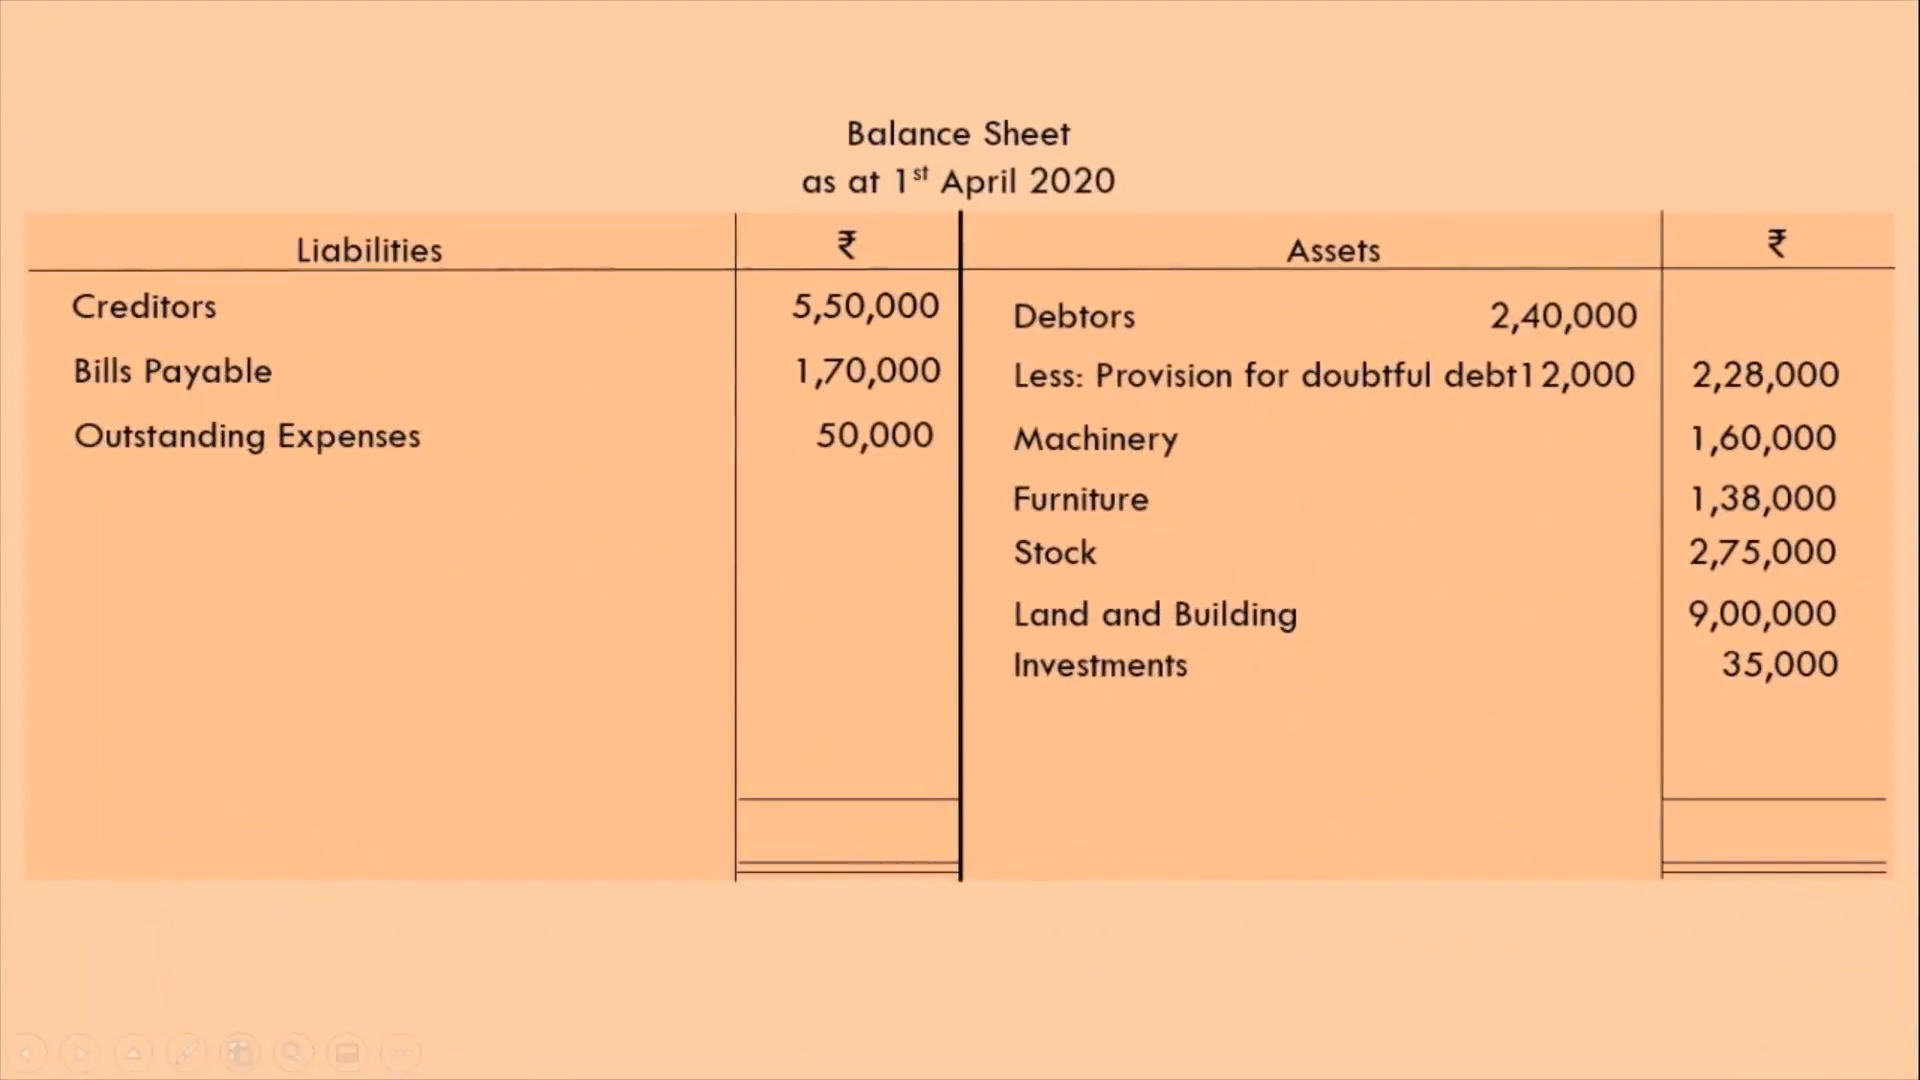 Balance Sheet
as at 1st April 2020
Liabilities ₹ Assets ₹
Creditors 5,50,000 Debtors 2,40,000
Bills Payable 1,70,000 Less: Provision for doubtful debt12,000 2,28,000
Outstanding Expenses 50,000 Machinery 1,60,000
Furniture 1,38,000
Stock 2,75,000
Land and Building 9,00,000
Investments 35,000